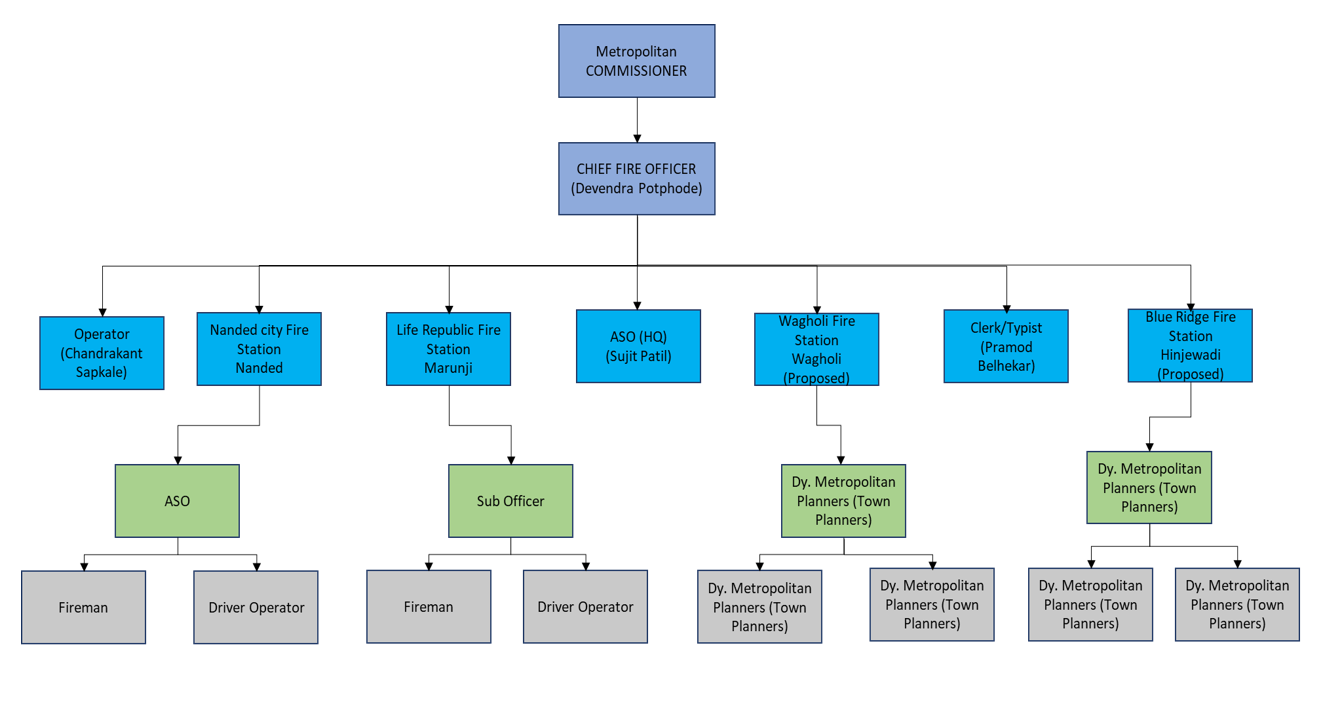 Metropolitan
COMMISSIONER
CHIEF FIRE OFFICER
(Devendra Potphode)
Operator
(Chandrakant
Sapkale)
Nanded city Fire
Station
Nanded
Life Republic Fire
Station
Marunji
ASO (HQ)
(Sujit Patil)
Wagholi Fire
Station
Wagholi
(Proposed)
Clerk/Typist
(Pramod
Belhekar)
Blue Ridge Fire
Station
Hinjewadi
(Proposed)
ASO
Sub Officer
Dy. Metropolitan
Planners (Town
Planners)
Dy. Metropolitan
Planners (Town
Planners)
Fireman
Driver Operator
Fireman
Driver Operator
Dy. Metropolitan
Planners (Town
Planners)
Dy. Metropolitan
Planners (Town
Planners)
Dy. Metropolitan
Planners (Town
Planners)
Dy. Metropolitan
Planners (Town
Planners)